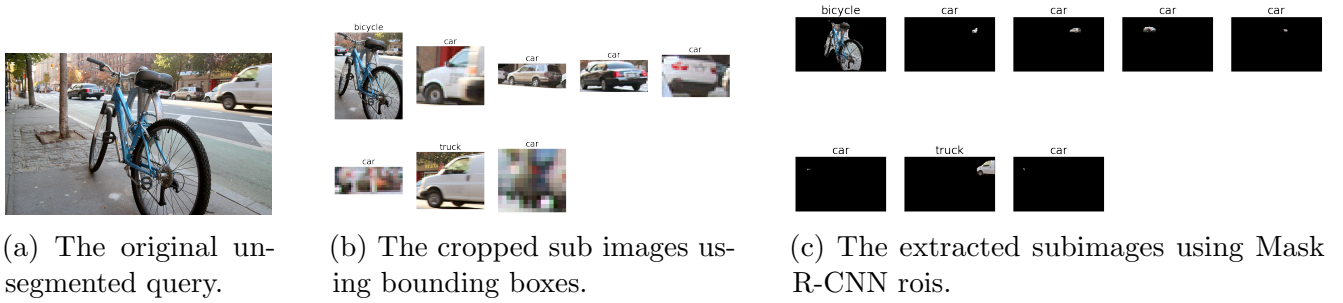 bicycle
car
car
car
car
car
truck
car
bicycle
car
car
car
car
car
truck
car
(a) The original un-
segmented query.
(b) The cropped sub images us-
ing bounding boxes.
(c) The extracted subimages using Mask
R-CNN rois.